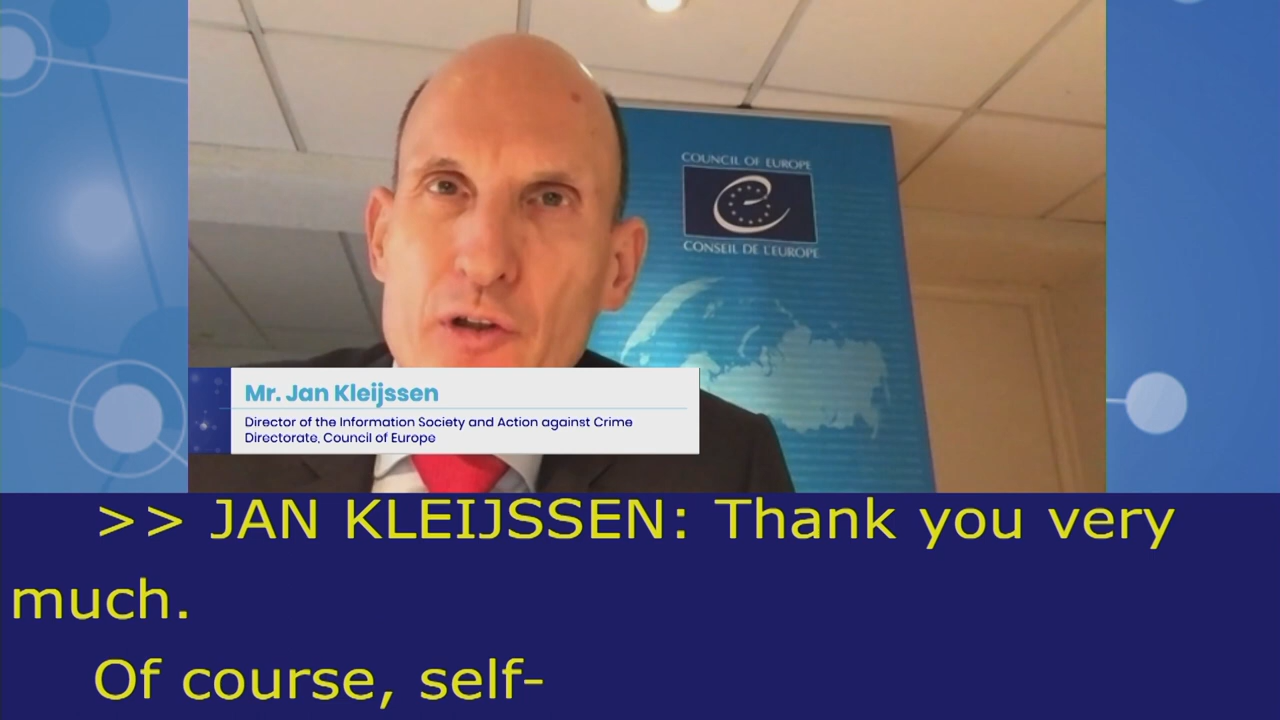 COUNCIL OF EUROPE
CONSEIL DE L'EUROPE
Mr. Jan Kleijssen
Director of the Information Society and Action against Crime
Directorate, Council of Europe
>> JAN KLEIJSSEN: Thank you very
much.
Of course, self-